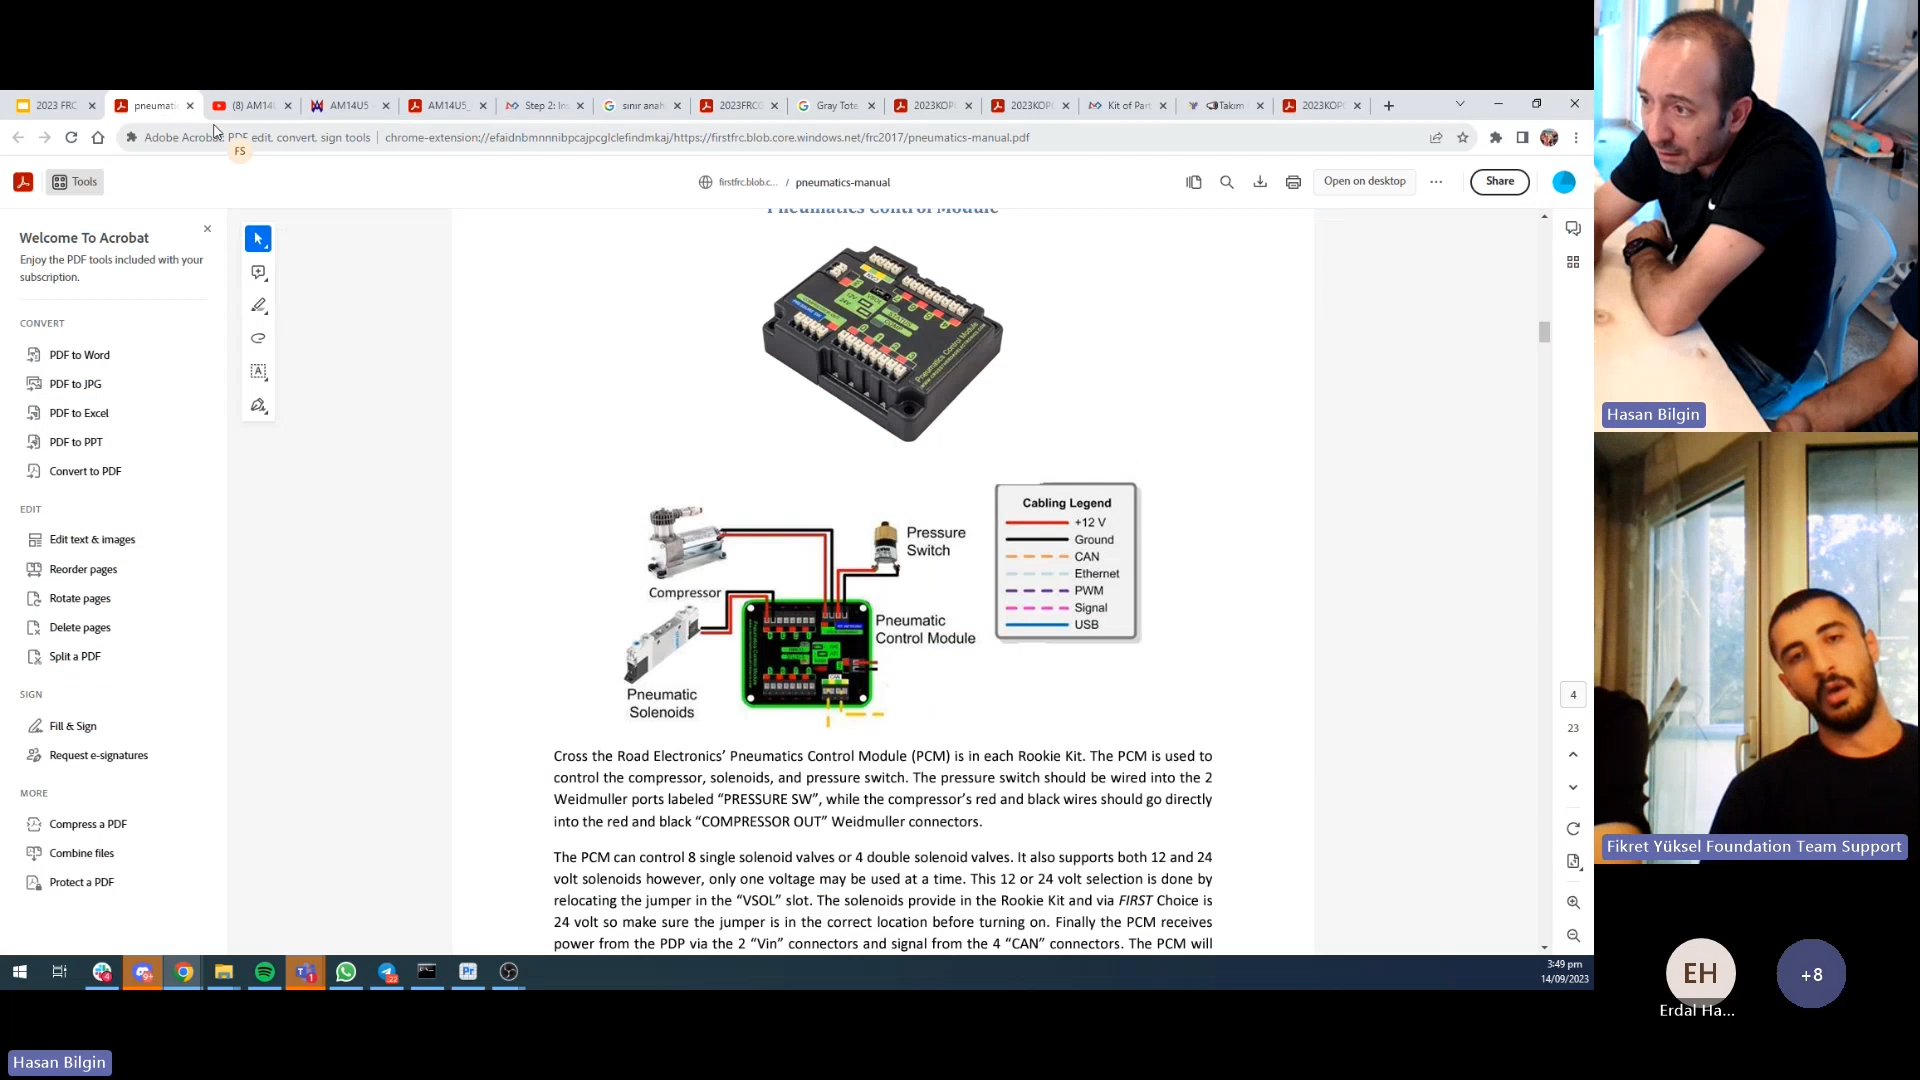 2023 FRC
pneumati
(8) AM14U
AM14U5
AM14U5_
Step 2: In
sınır anah
2023FRC
Gray Tote
2023KOP
2023KOP
Kit of Par
Takım
2023KOP
Adobe Acrobat: PDF edit, convert, sign tools
chrome-extension://efaidnbmnnnibpcajpcglclefindmkaj/https://firstfrc.blob.core.windows.net/frc2017/pneumatics-manual.pdf
FS
Tools
firstfrc.blob.c... / pneumatics-manual
Open on desktop
Share
Welcome To Acrobat
Enjoy the PDF tools included with your
subscription.
CONVERT
PDF to Word
PDF to JPG
PDF to Excel
PDF to PPT
Convert to PDF
EDIT
Edit text & images
Reorder pages
Rotate pages
Delete pages
Split a PDF
SIGN
Fill & Sign
Request e-signatures
MORE
Compress a PDF
Combine files
Protect a PDF
Pneumatics Control Module
Compressor
Pressure
Switch
Pneumatic
Control Module
Pneumatic
Solenoids
Cabling Legend
+12 V
Ground
CAN
Ethernet
PWM
Signal
USB
Cross the Road Electronics’ Pneumatics Control Module (PCM) is in each Rookie Kit. The PCM is used to
control the compressor, solenoids, and pressure switch. The pressure switch should be wired into the 2
Weidmuller ports labeled “PRESSURE SW”, while the compressor’s red and black wires should go directly
into the red and black “COMPRESSOR OUT” Weidmuller connectors.
The PCM can control 8 single solenoid valves or 4 double solenoid valves. It also supports both 12 and 24
volt solenoids however, only one voltage may be used at a time. This 12 or 24 volt selection is done by
relocating the jumper in the “VSOL” slot. The solenoids provide in the Rookie Kit and via FIRST Choice is
24 volt so make sure the jumper is in the correct location before turning on. Finally the PCM receives
power from the PDP via the 2 “Vin” connectors and signal from the 4 “CAN” connectors. The PCM will
4
23
3:49 pm
14/09/2023
Hasan Bilgin
Fikret Yüksel Foundation Team Support
EH
Erdal Ha...
+8
Hasan Bilgin